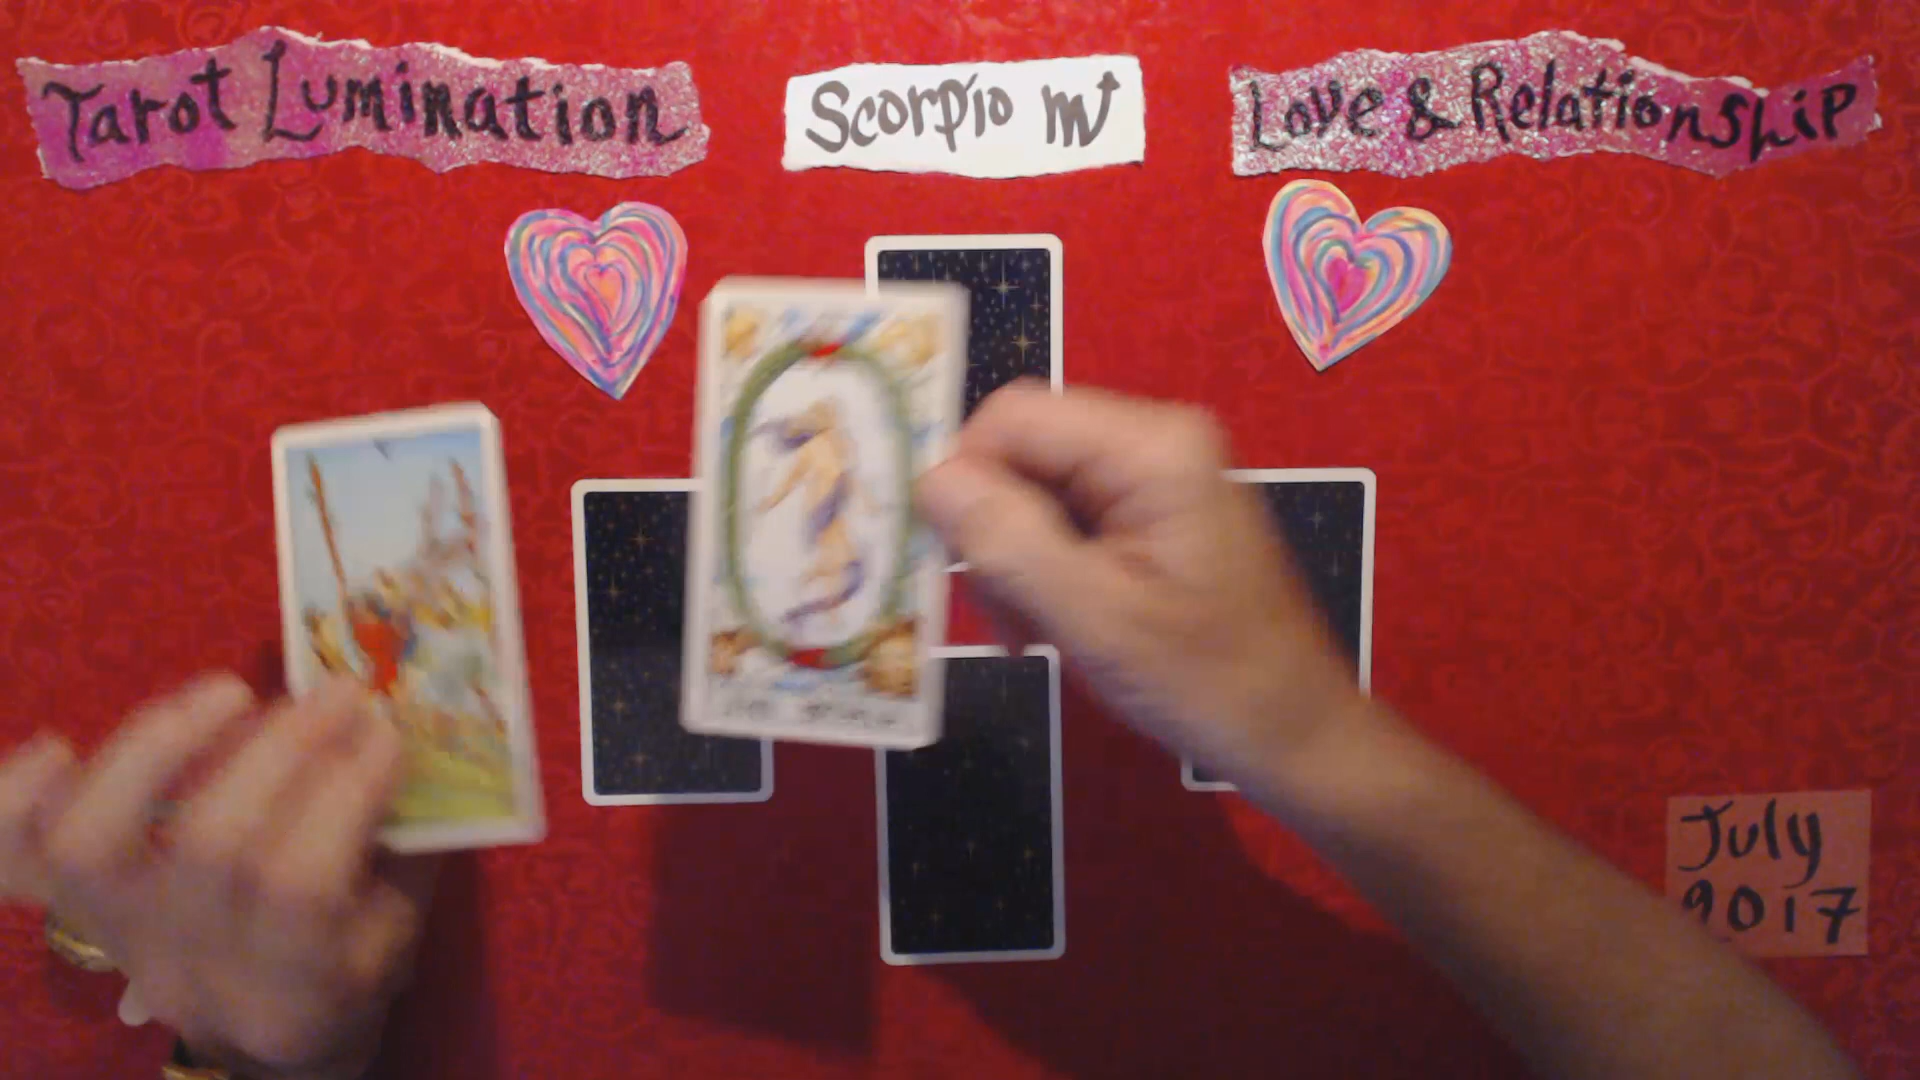 Tarot Lumination
Scorpio ♏
Love & Relationship
July
2017